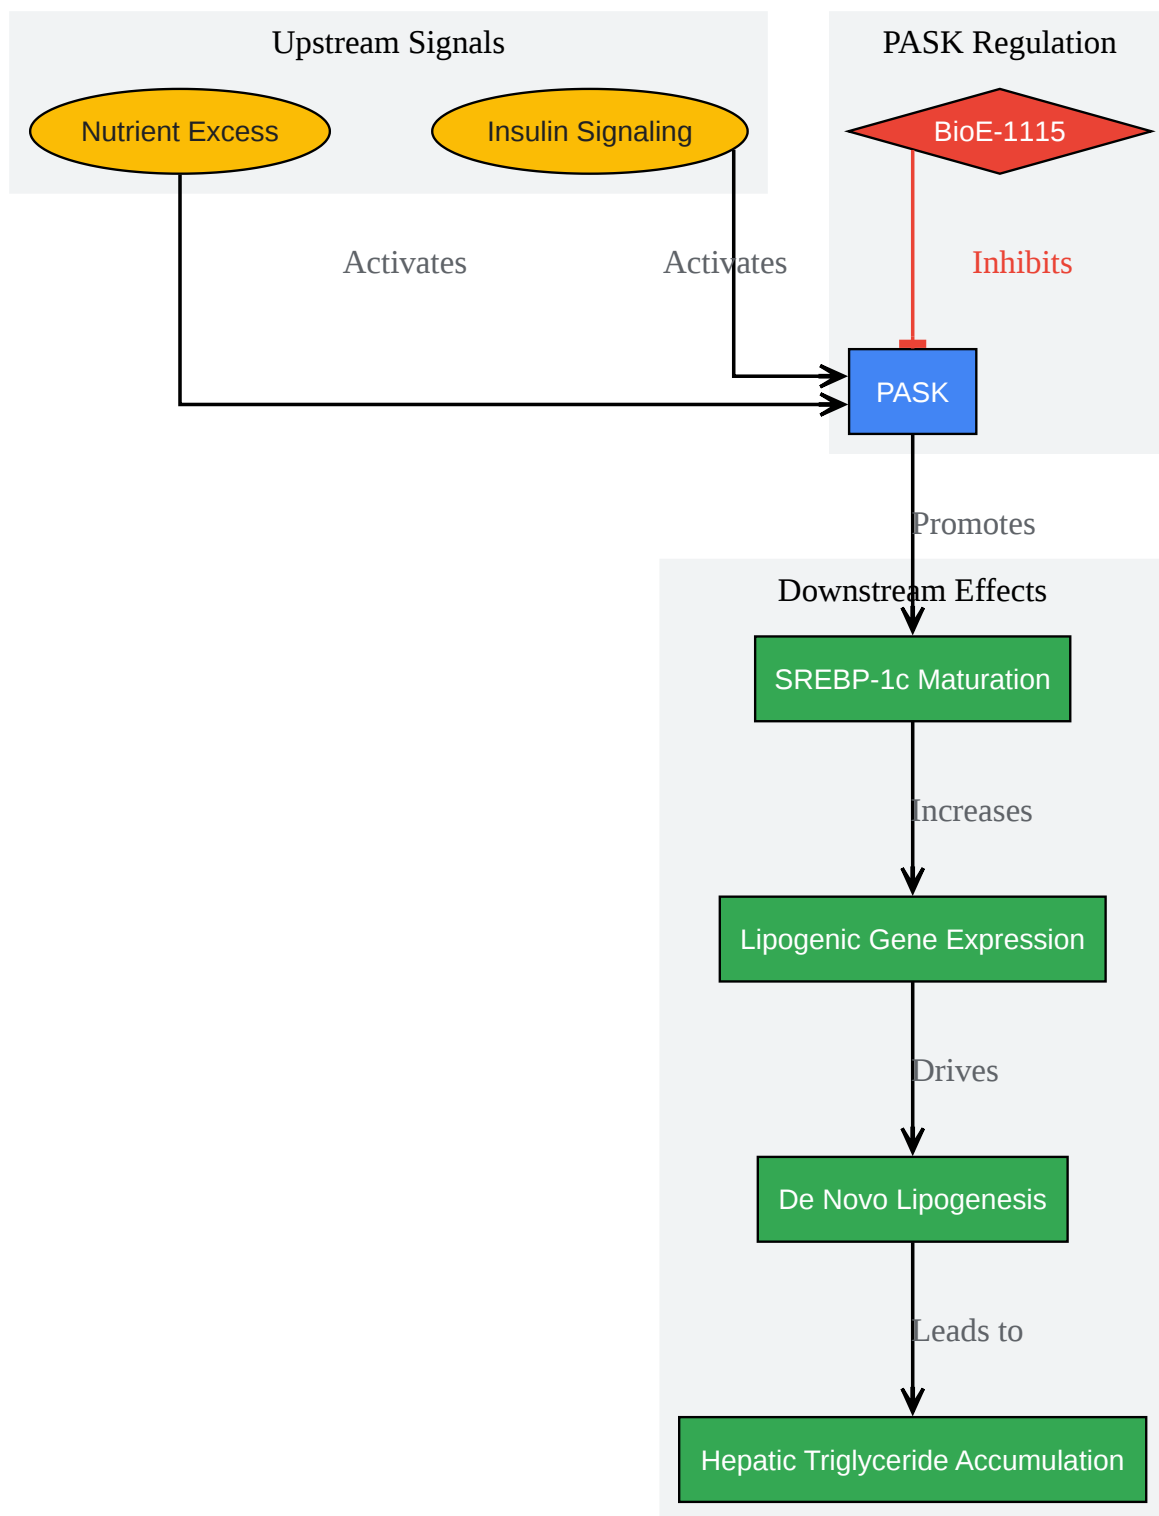 Upstream Signals
PASK Regulation
Nutrient Excess
Insulin Signaling
BioE-1115
Activates
Activates
Inhibits
PASK
Promotes
Downstream Effects
SREBP-1c Maturation
Increases
Lipogenic Gene Expression
Drives
De Novo Lipogenesis
Leads to
Hepatic Triglyceride Accumulation